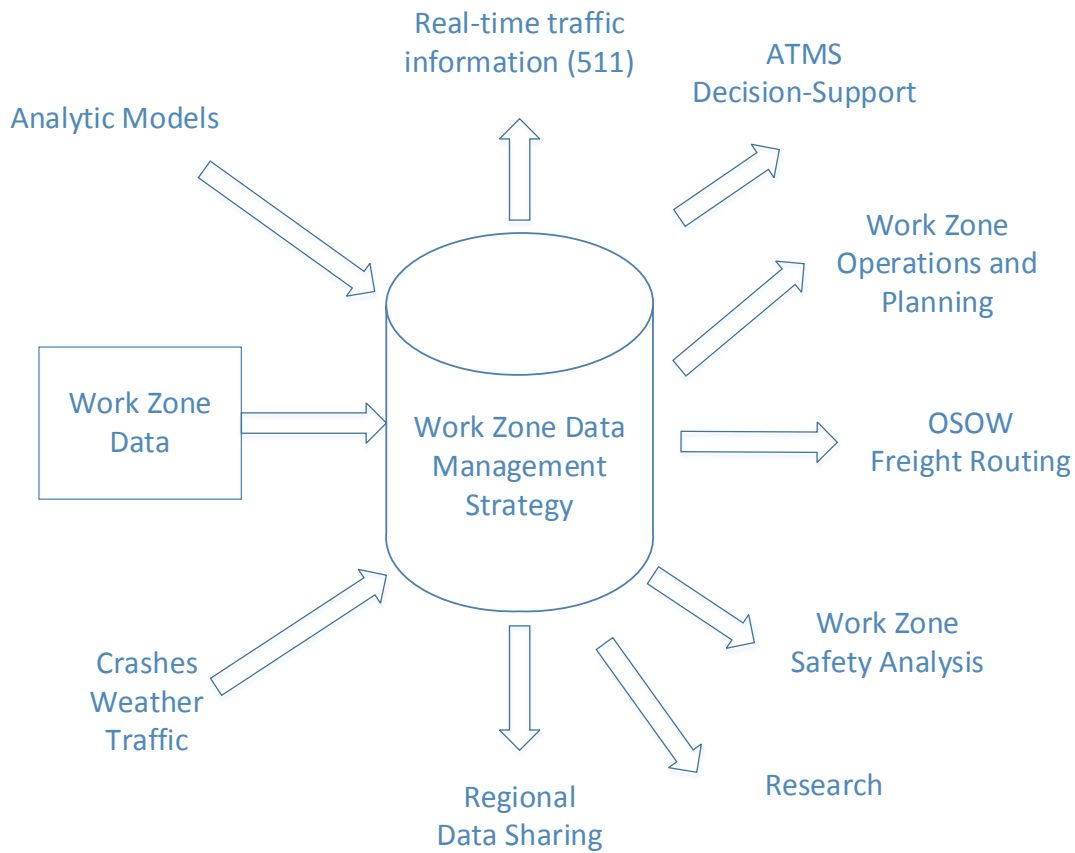 Real-time traffic
information (511)
ATMS
Decision-Support
Analytic Models
Work Zone
Operations and
Planning
Work Zone
Data
Work Zone Data
Management
Strategy
OSOW
Freight Routing
Work Zone
Safety Analysis
Crashes
Weather
Traffic
Research
Regional
Data Sharing